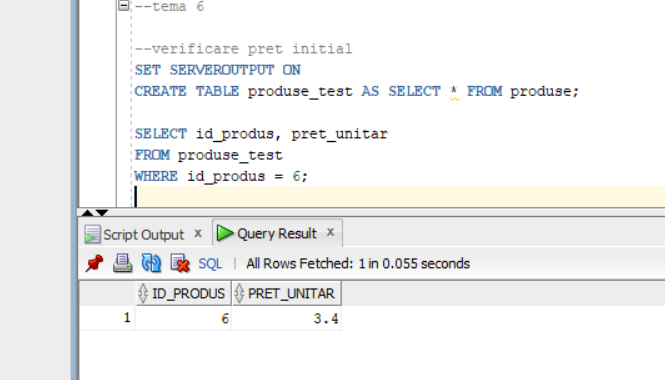 --tema 6
--verificare pret initial
SET SERVEROUTPUT ON
CREATE TABLE produse_test AS SELECT * FROM produse;
SELECT id_produs, pret_unitar
FROM produse_test
WHERE id_produs = 6;
Script Output x Query Result x
SQL | All Rows Fetched: 1 in 0.055 seconds
ID_PRODUS PRET_UNITAR
1 6 3.4